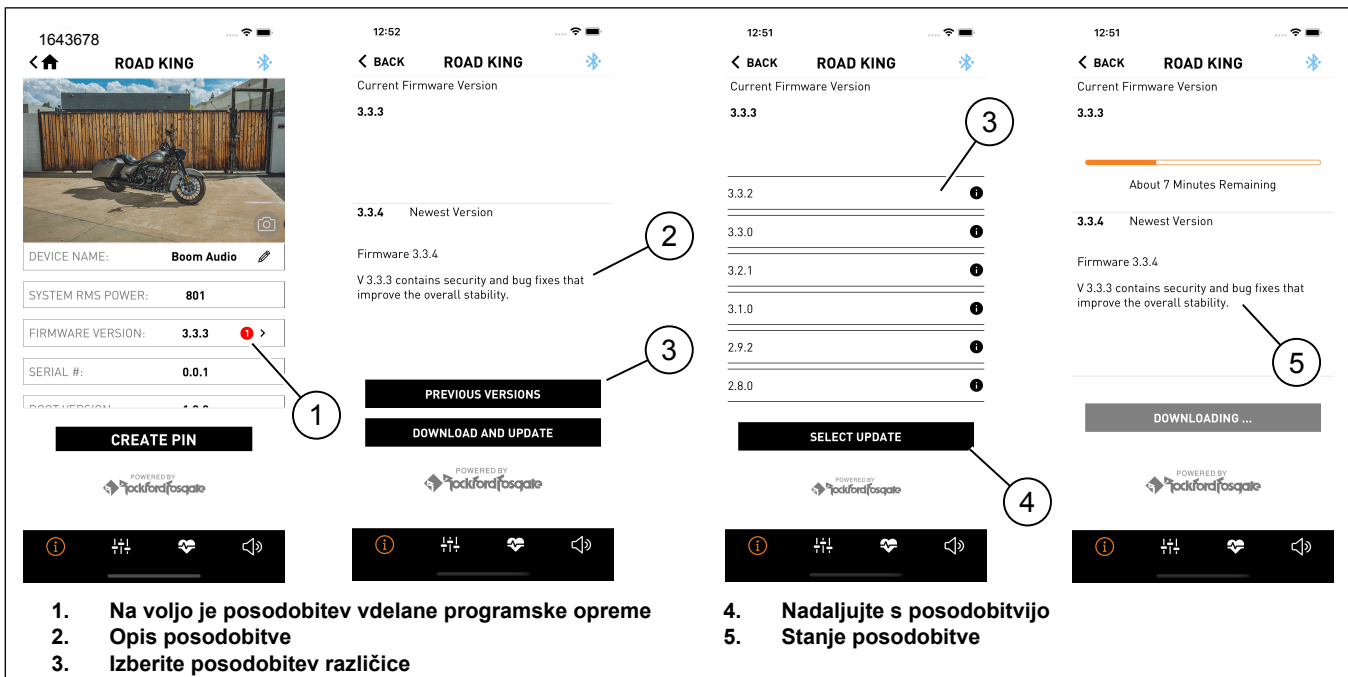 1643678
ROAD KING
DEVICE NAME: Boom Audio
SYSTEM RMS POWER: 801
FIRMWARE VERSION: 3.3.3 1
SERIAL #: 0.0.1
CREATE PIN
POWERED BY
Rockford Fosgate
1
12:52
BACK ROAD KING
Current Firmware Version
3.3.3
3.3.4 Newest Version
Firmware 3.3.4
V 3.3.3 contains security and bug fixes that
improve the overall stability.
PREVIOUS VERSIONS
DOWNLOAD AND UPDATE
POWERED BY
Rockford Fosgate
2
3
12:51
BACK ROAD KING
Current Firmware Version
3.3.3
3
3.3.2
3.3.0
3.2.1
3.1.0
2.9.2
2.8.0
SELECT UPDATE
POWERED BY
Rockford Fosgate
4
12:51
BACK ROAD KING
Current Firmware Version
3.3.3
About 7 Minutes Remaining
3.3.4 Newest Version
Firmware 3.3.4
V 3.3.3 contains security and bug fixes that
improve the overall stability.
5
DOWNLOADING ...
POWERED BY
Rockford Fosgate
1. Na voljo je posodobitev vdelane programske opreme
2. Opis posodobitve
3. Izberite posodobitev različice
4. Nadaljujte s posodobitvijo
5. Stanje posodobitve